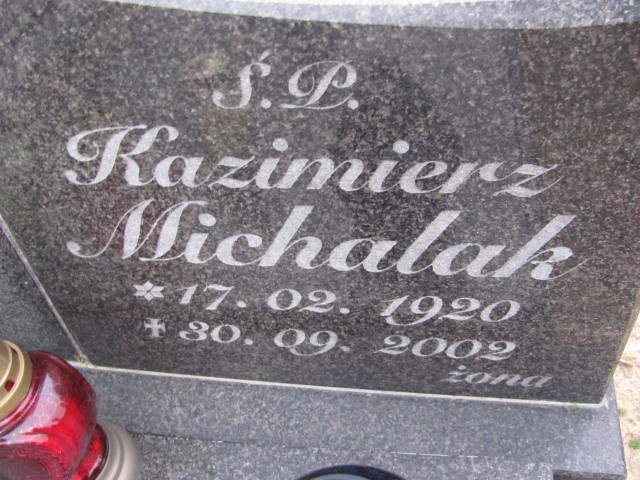 Ś.P.
Kazimierz
Michalak
* 17. 02. 1920
✝ 30. 09. 2002
żona